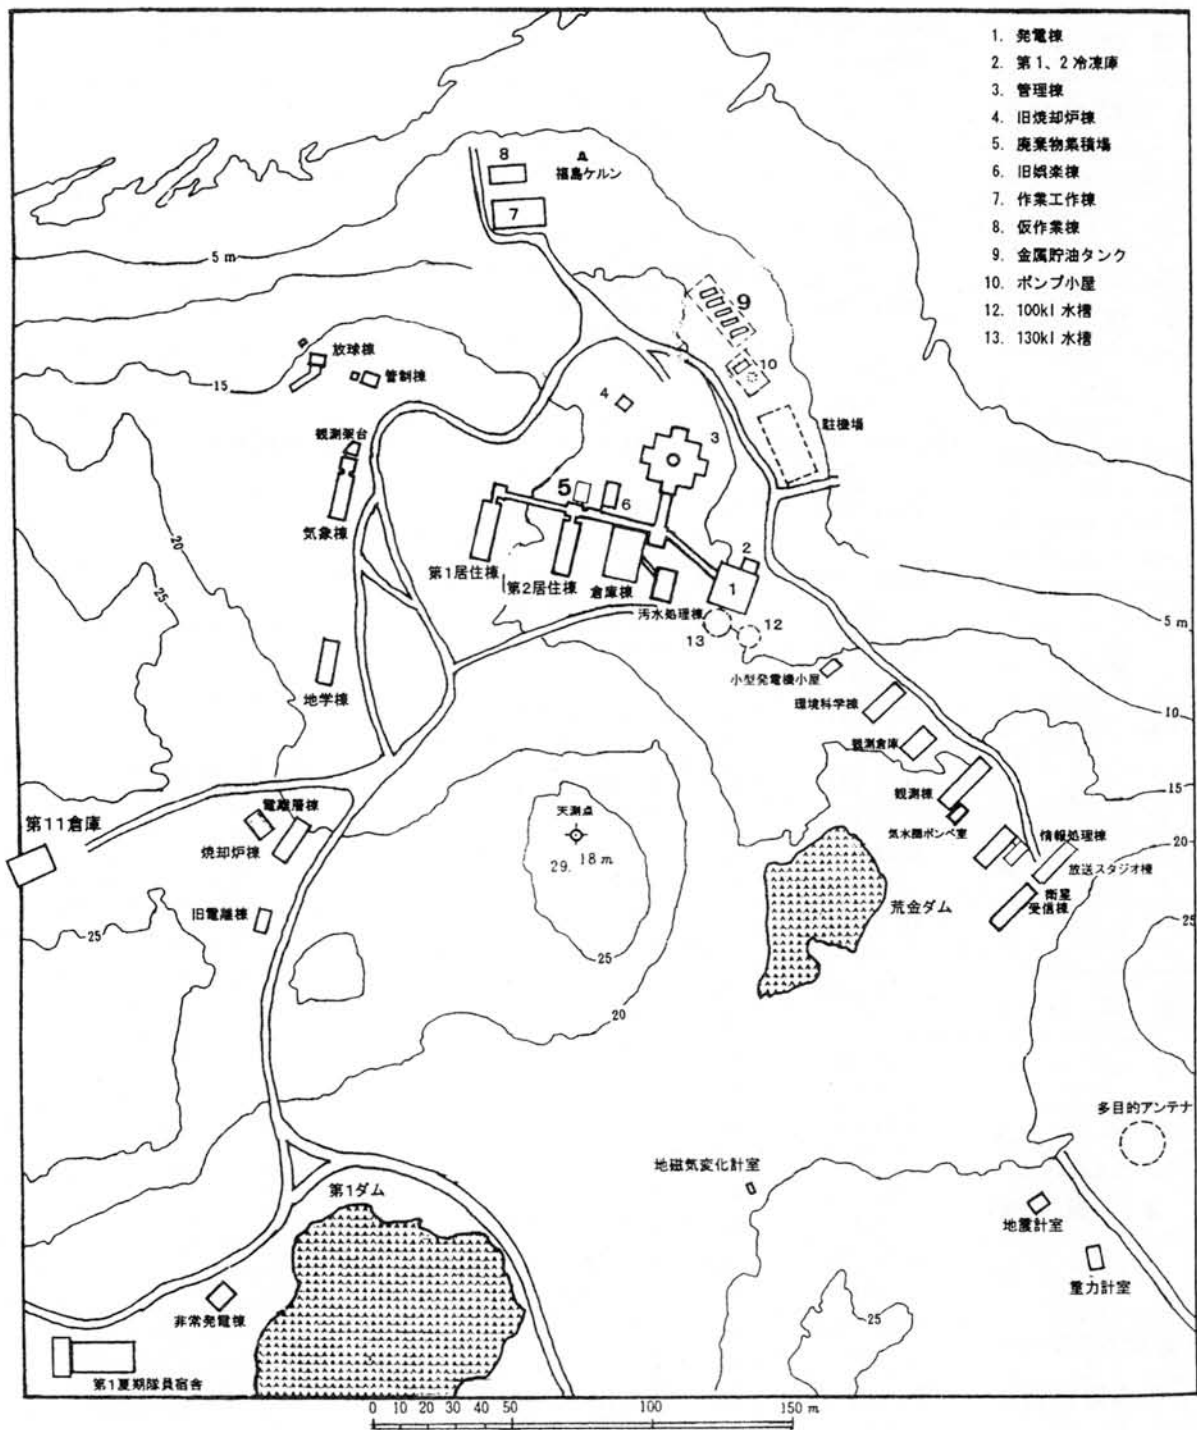 1. 発電棟
2. 第1、2冷凍庫
3. 管理棟
4. 旧焼却炉棟
5. 廃棄物集積場
6. 旧娯楽棟
7. 作業工作棟
8. 仮作業棟
9. 金属貯油タンク
10. ポンプ小屋
12. 100kl 水槽
13. 130kl 水槽
8
福島ケルン
7
5 m
9
放球棟
10
15
管制棟
4
駐機場
観測架台
3
5
6
20
気象棟
2
第1居住棟
25
第2居住棟
倉庫棟
1
汚水処理棟
5 m
12
13
小型発電機小屋
地学棟
環境科学棟
10
観測倉庫
15
観測棟
電離層棟
天測点
第11倉庫
気水圏ボンベ室
情報処理棟
20
焼却炉棟
29. 18 m
放送スタジオ棟
衛星
受信棟
荒金ダム
旧電離棟
25
25
25
20
多目的アンテナ
地磁気変化計室
第1ダム
地震計室
重力計室
非常発電棟
25
第1夏期隊員宿舎
0 10 20 30 40 50 100 150 m